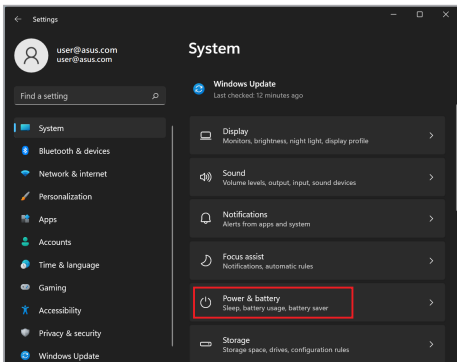 Settings
user@asus.com
user@asus.com
Find a setting
System
Bluetooth & devices
Network & internet
Personalization
Apps
Accounts
Time & language
Gaming
Accessibility
Privacy & security
Windows Update
System
Windows Update
Last checked: 12 minutes ago
Display
Monitors, brightness, night light, display profile
Sound
Volume levels, output, input, sound devices
Notifications
Alerts from apps and system
Focus assist
Notifications, automatic rules
Power & battery
Sleep, battery usage, battery saver
Storage
Storage space, drives, configuration rules